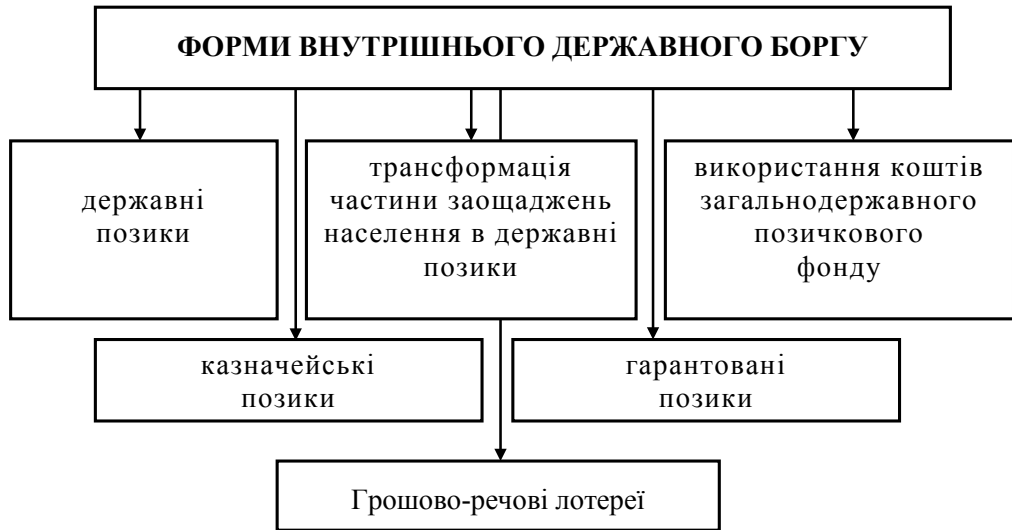 ФОРМИ ВНУТРІШНЬОГО ДЕРЖАВНОГО БОРГУ
державні
позики
трансформація
частини заощаджень
населення в державні
позики
використання коштів
загальнодержавного
позичкового
фонду
казначейські
позики
гарантовані
позики
Грошово-речові лотереї